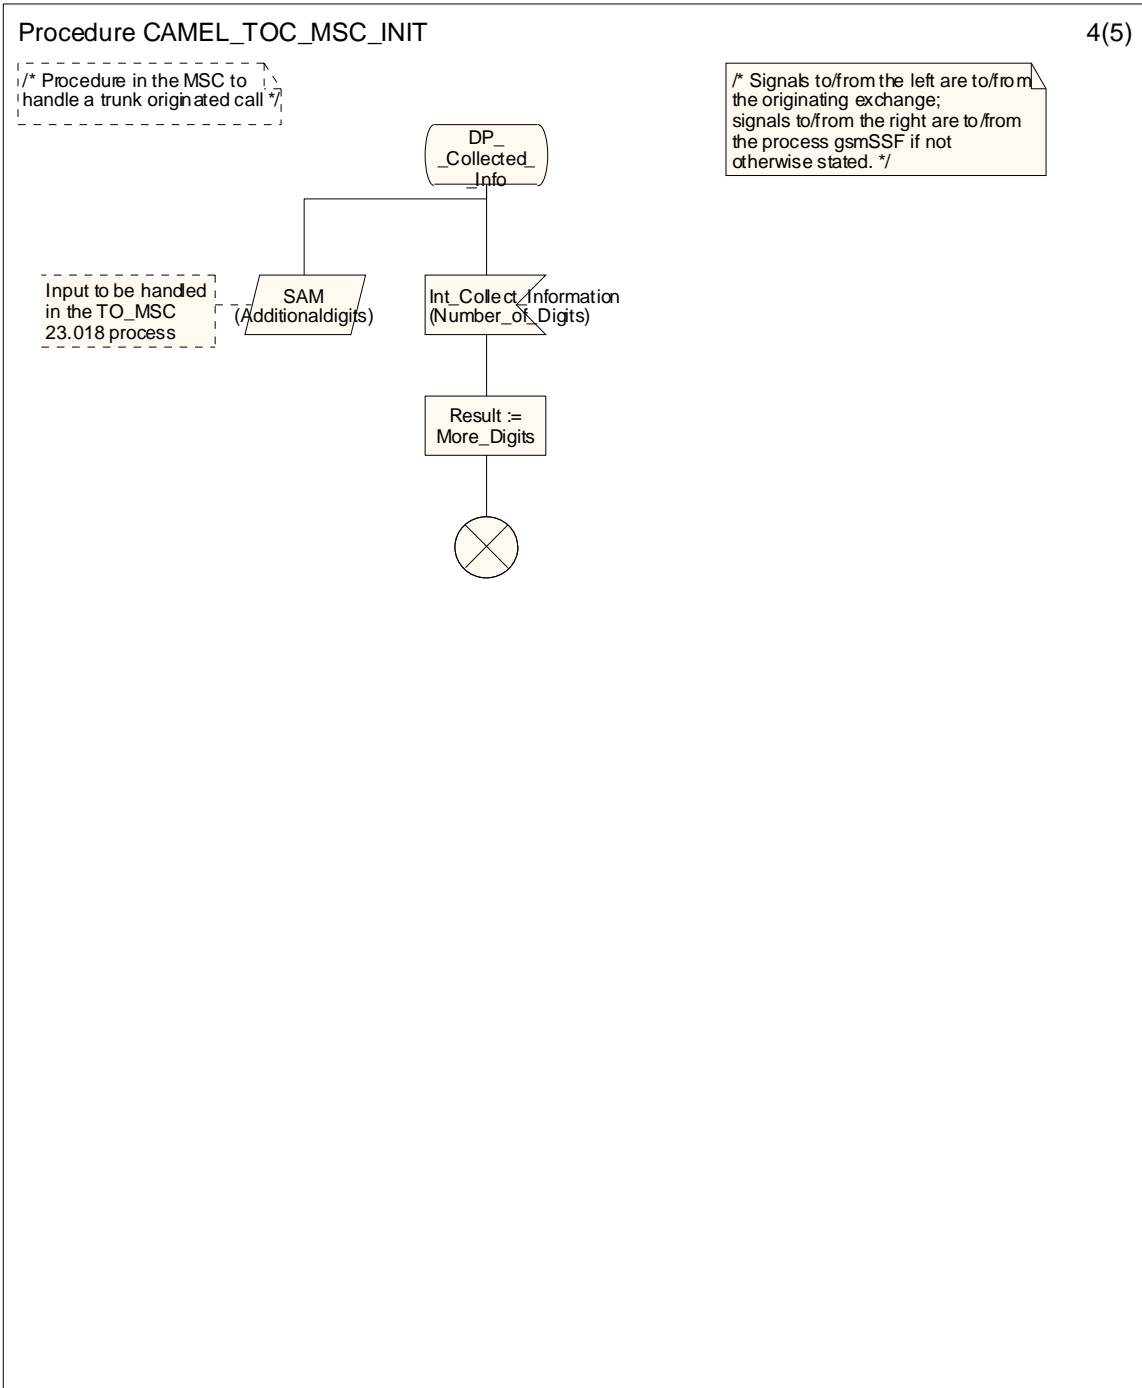 Procedure CAMEL_TOC_MSC_INIT
4(5)
/* Procedure in the MSC to
handle a trunk originated call */
/* Signals to/from the left are to/from
the originating exchange;
signals to/from the right are to/from
the process gsmSSF if not
otherwise stated. */
DP_
_Collected_
_Info
Input to be handled
in the TO_MSC
23.018 process
SAM
(Additionaldigits)
Int_Collect_Information
(Number_of_Digits)
Result :=
More_Digits